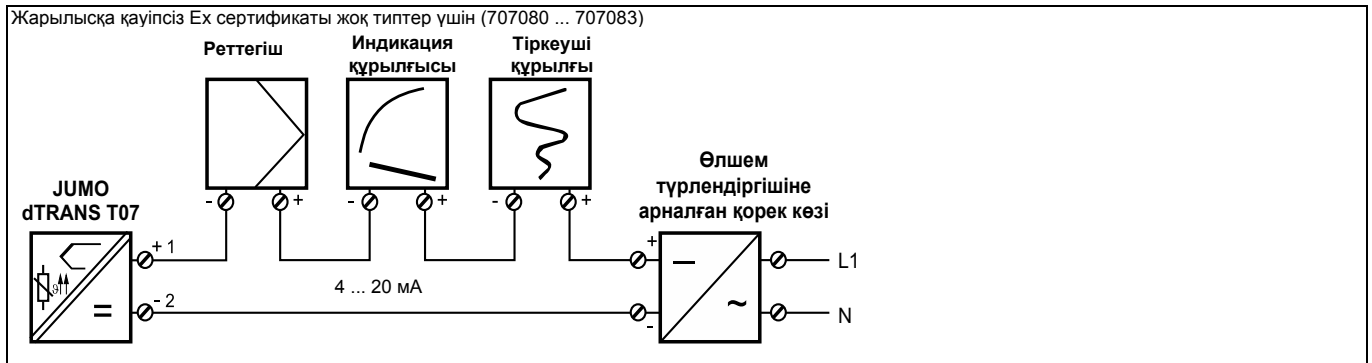 Жарылысқа қауіпсіз Ex сертификаты жоқ типтер үшін (707080 ... 707083)
Реттегіш
Индикация
құрылғысы
Тіркеуші
құрылғы
Өлшем
түрлендіргішіне
арналған қорек көзі
JUMO
dTRANS T07
- +
- +
- +
+ 1
+
L1
4 ... 20 мА
ϑ
=
- 2
-
~
N